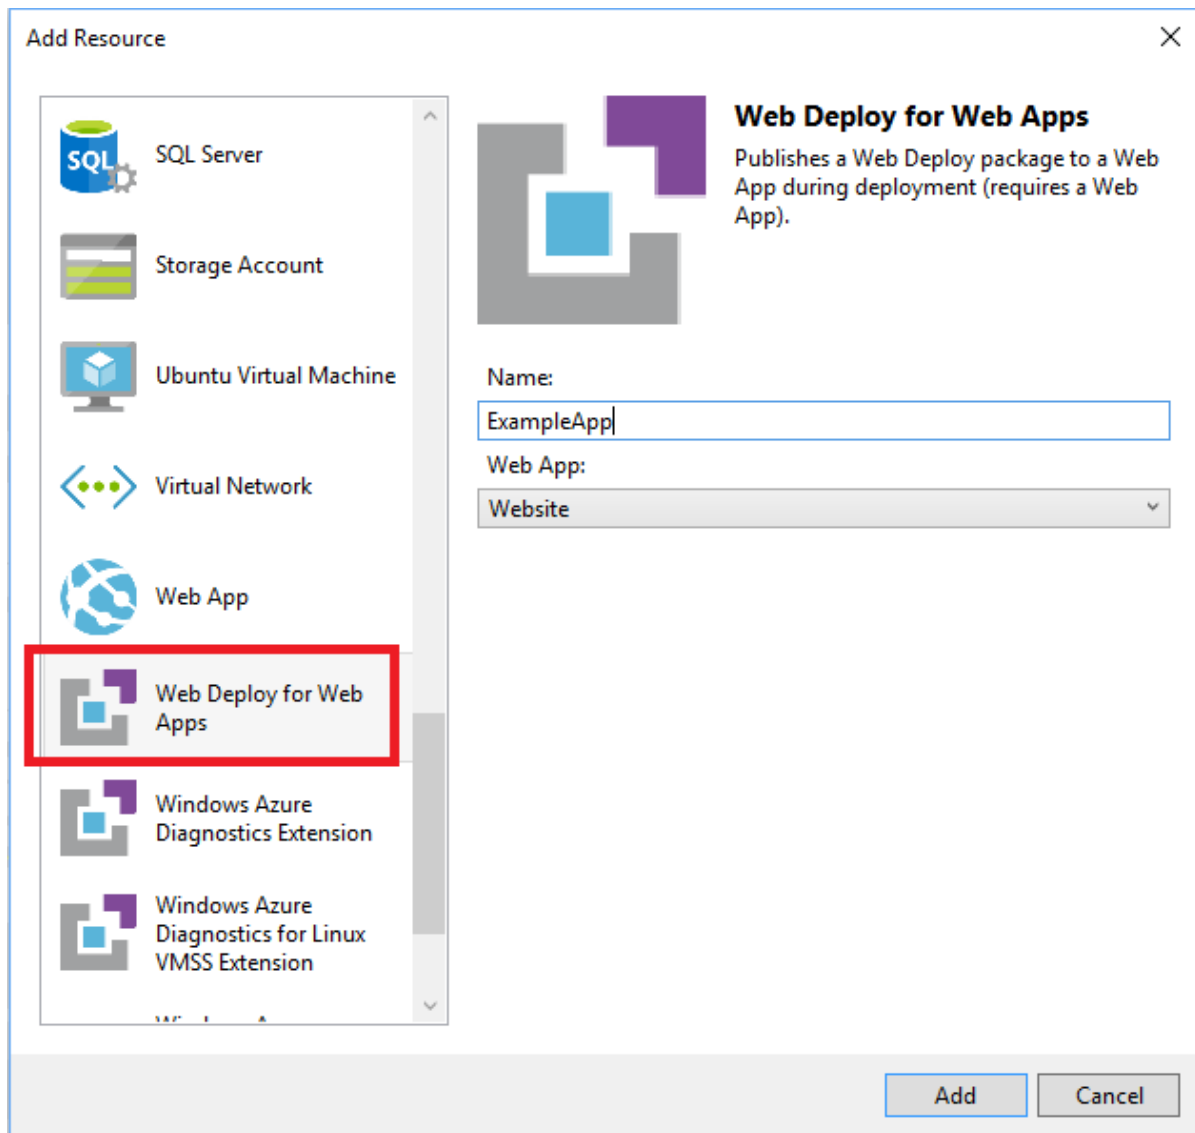 Add Resource
SQL
SQL Server
Storage Account
Ubuntu Virtual Machine
Virtual Network
Web App
Web Deploy for Web
Apps
Windows Azure
Diagnostics Extension
Windows Azure
Diagnostics for Linux
VMSS Extension
Web Deploy for Web Apps
Publishes a Web Deploy package to a Web
App during deployment (requires a Web
App).
Name:
ExampleApp
Web App:
Website
Add
Cancel